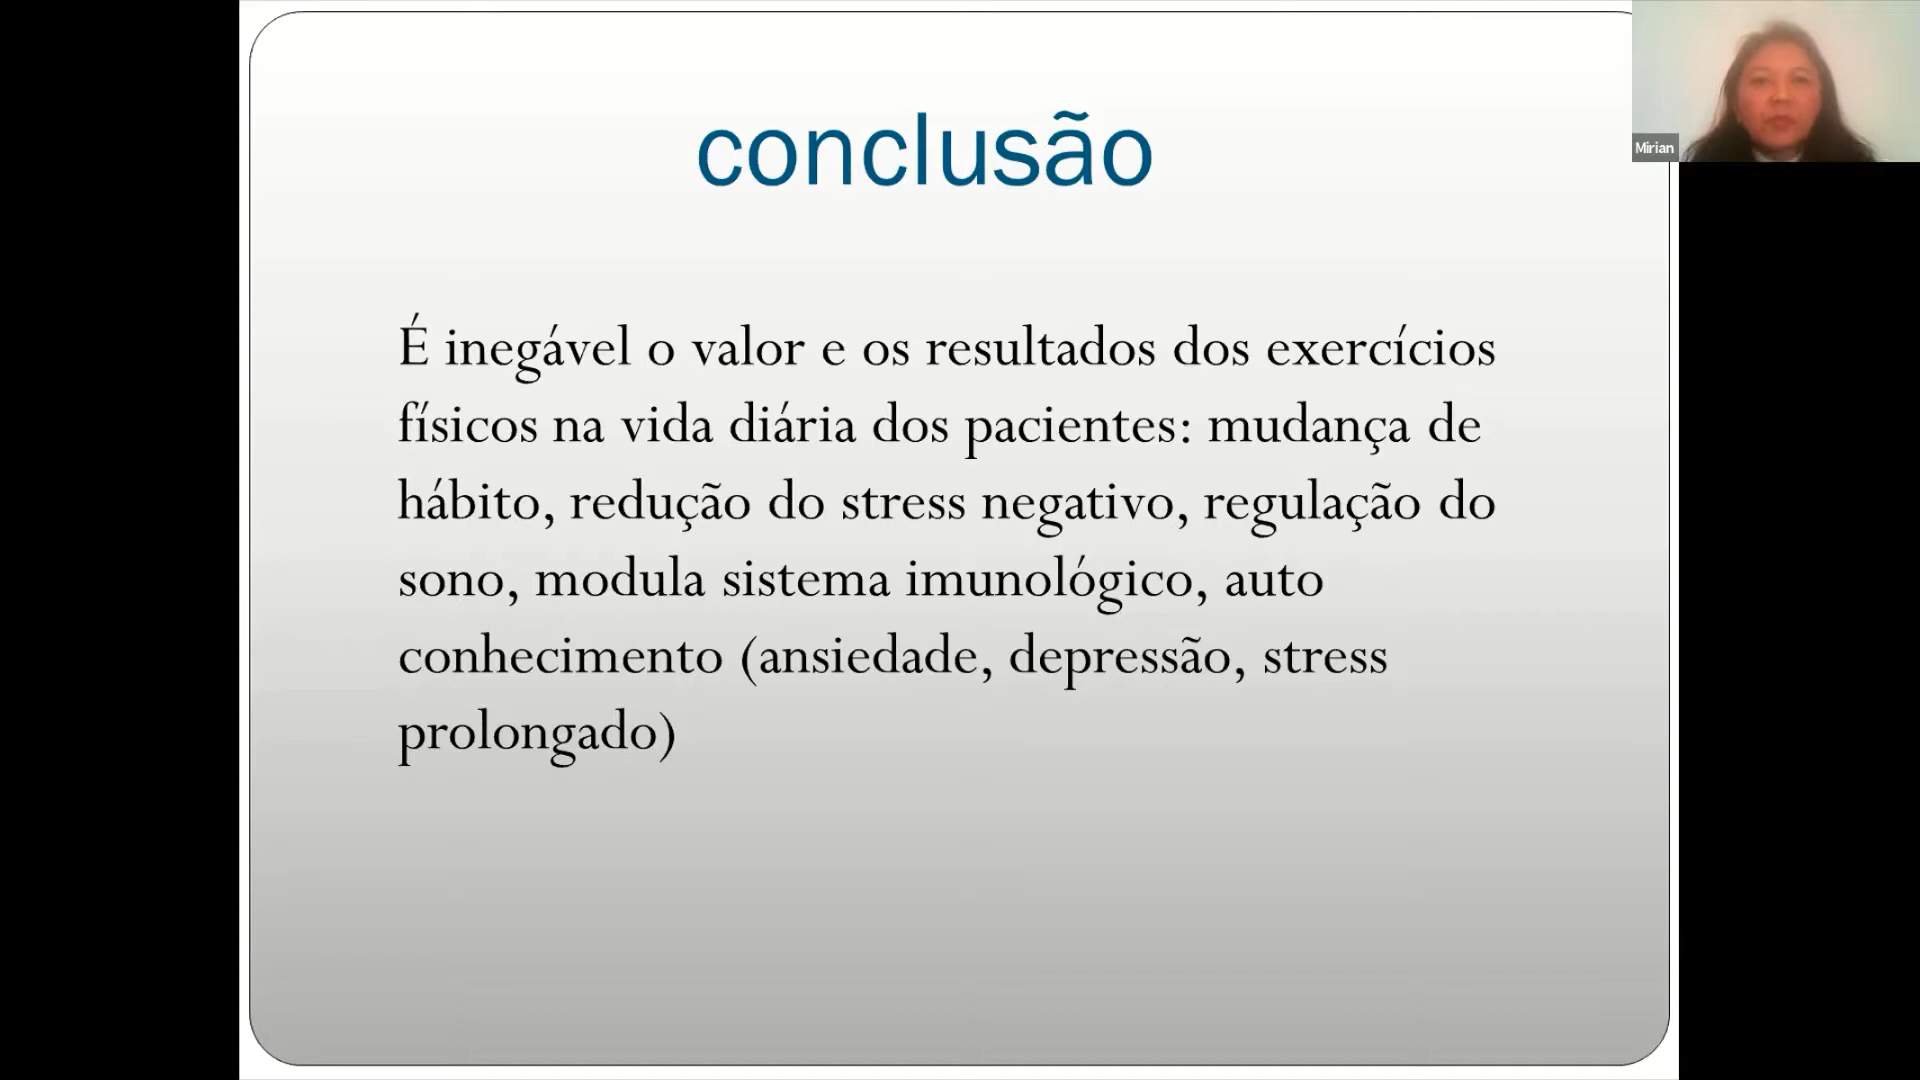 conclusão
Mirian
É inegável o valor e os resultados dos exercícios
físicos na vida diária dos pacientes: mudança de
hábito, redução do stress negativo, regulação do
sono, modula sistema imunológico, auto
conhecimento (ansiedade, depressão, stress
prolongado)